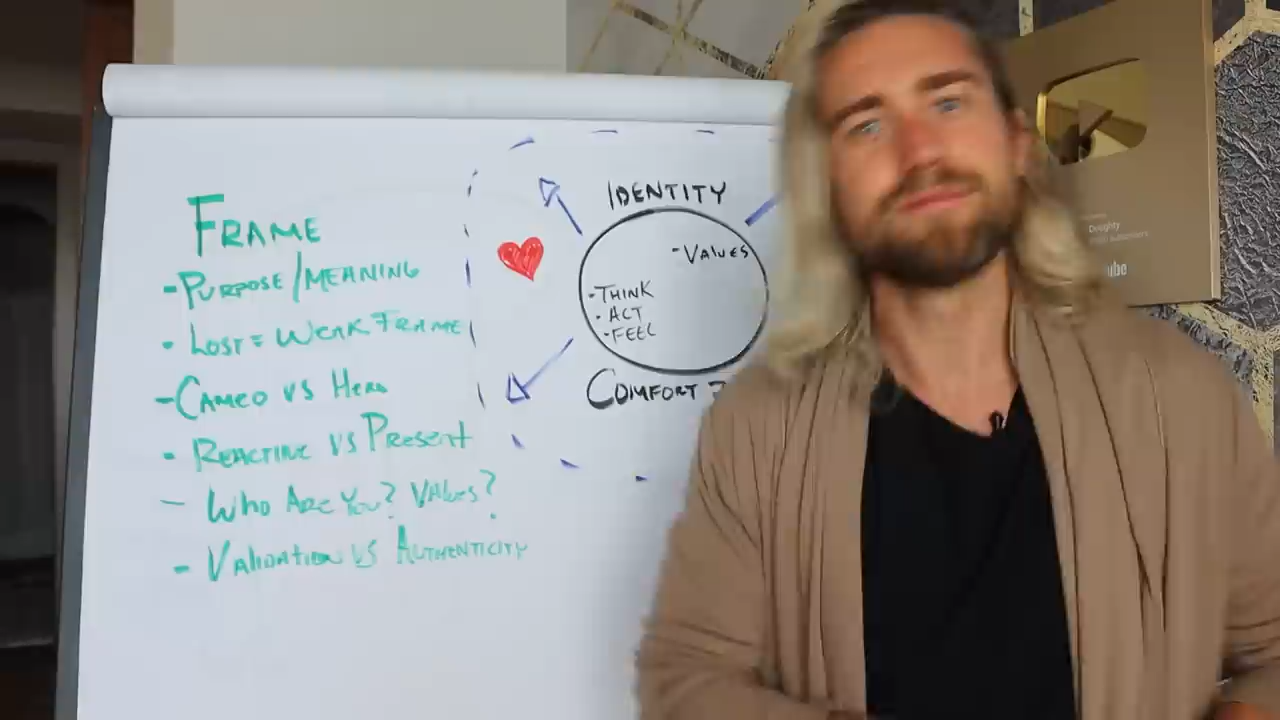 FRAME
- PURPOSE/MEANING
• LOST = WEAK FRAME
- CAMEO VS HERO
• REACTIVE VS PRESENT
- WHO ARE YOU? VALUES?
- VALIDATION VS AUTHENTICITY
IDENTITY
- VALUES
- THINK
• ACT
• FEEL
COMFORT
Doughty